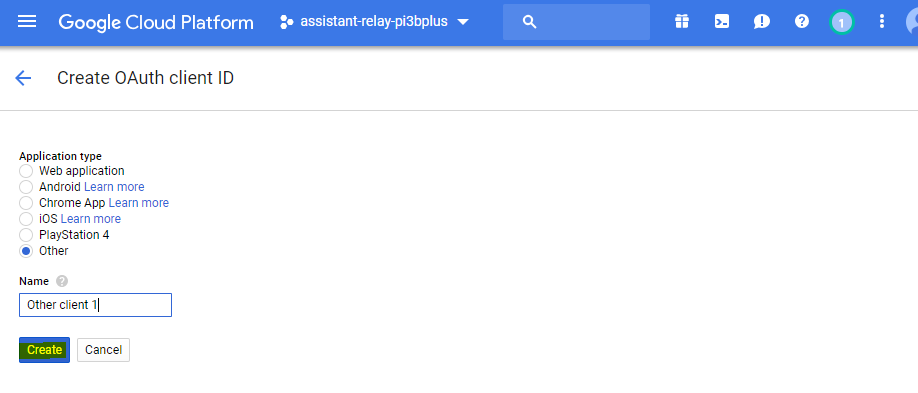 Google Cloud Platform assistant-relay-pi3bplus 1
Create OAuth client ID
Application type
Web application
Android Learn more
Chrome App Learn more
iOS Learn more
PlayStation 4
Other
Name ?
Other client 1
Create Cancel